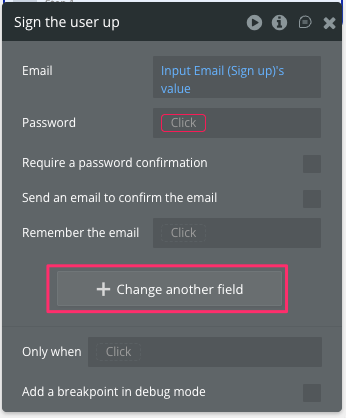 Sign the user up
Email
Input Email (Sign up)'s
value
Password
Click
Require a password confirmation
Send an email to confirm the email
Remember the email
Click
Change another field
Only when
Click
Add a breakpoint in debug mode